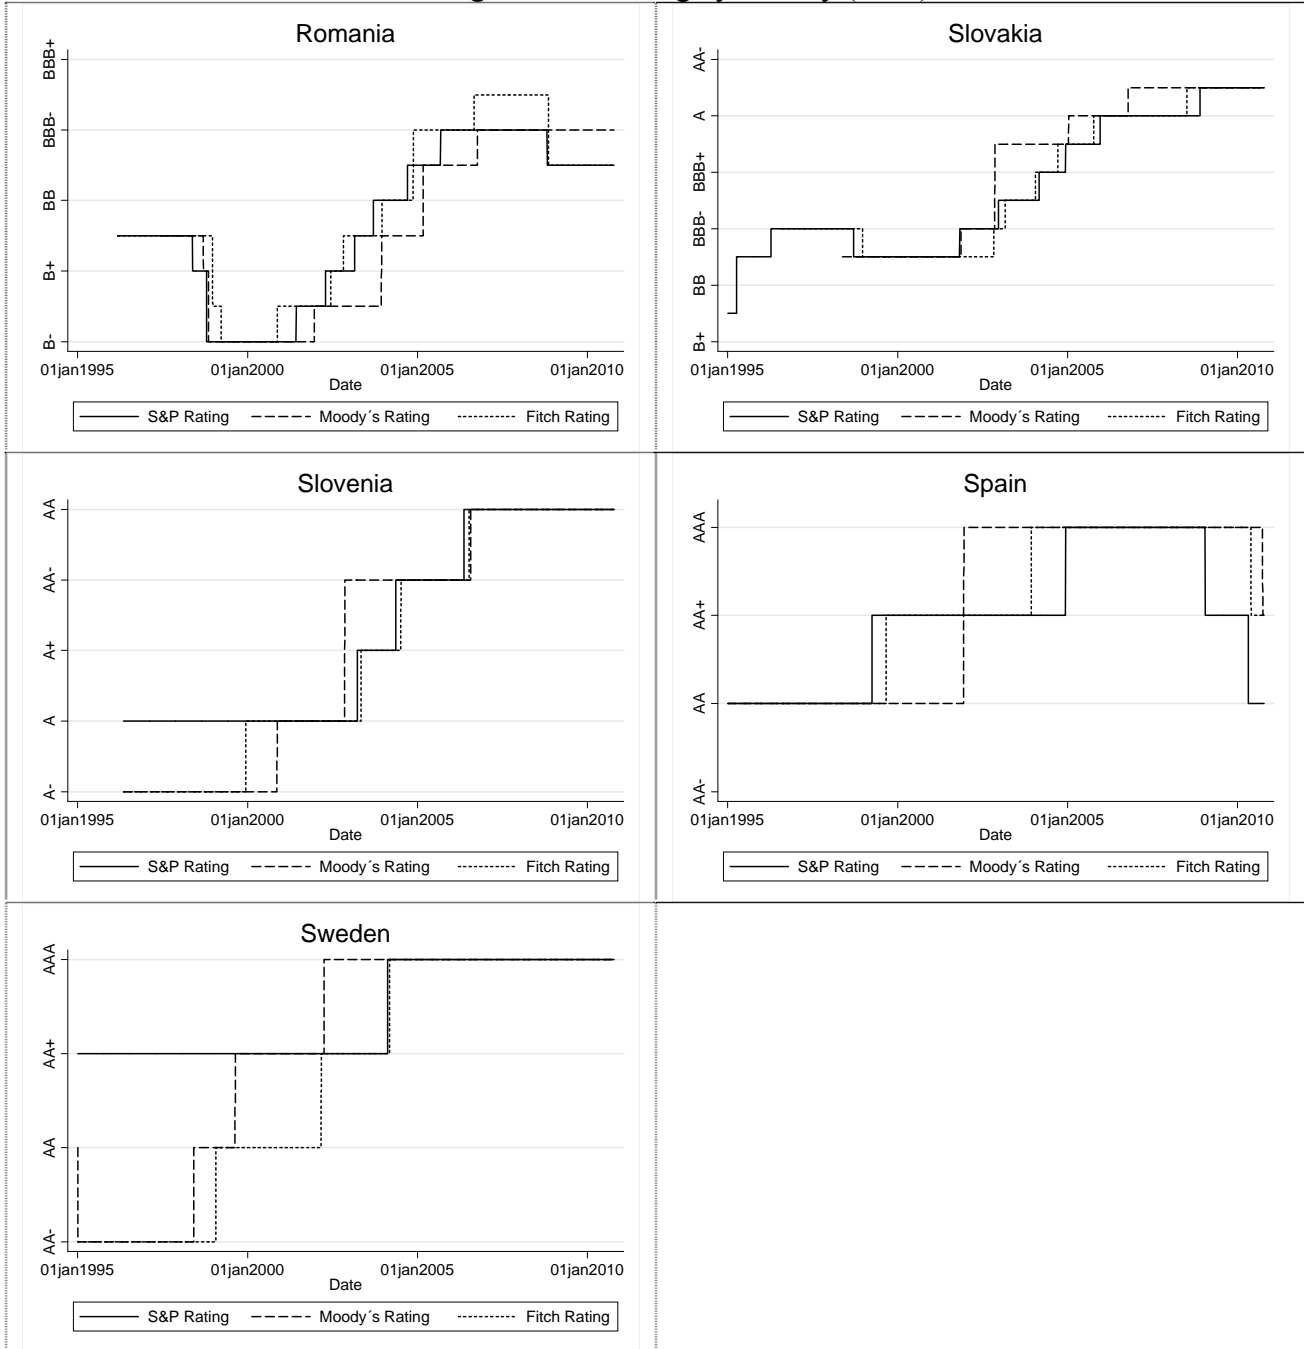 Romania
BBB+
BBB-
BB
B+
B-
01jan1995 01jan2000 01jan2005 01jan2010
Date
S&P Rating Moody´s Rating Fitch Rating
Slovakia
AA-
A
BBB+
BBB-
BB
B+
01jan1995 01jan2000 01jan2005 01jan2010
Date
S&P Rating Moody´s Rating Fitch Rating
Slovenia
AA
AA-
A+
A
A-
01jan1995 01jan2000 01jan2005 01jan2010
Date
S&P Rating Moody´s Rating Fitch Rating
Spain
AAA
AA+
AA
AA-
01jan1995 01jan2000 01jan2005 01jan2010
Date
S&P Rating Moody´s Rating Fitch Rating
Sweden
AAA
AA+
AA
AA-
01jan1995 01jan2000 01jan2005 01jan2010
Date
S&P Rating Moody´s Rating Fitch Rating